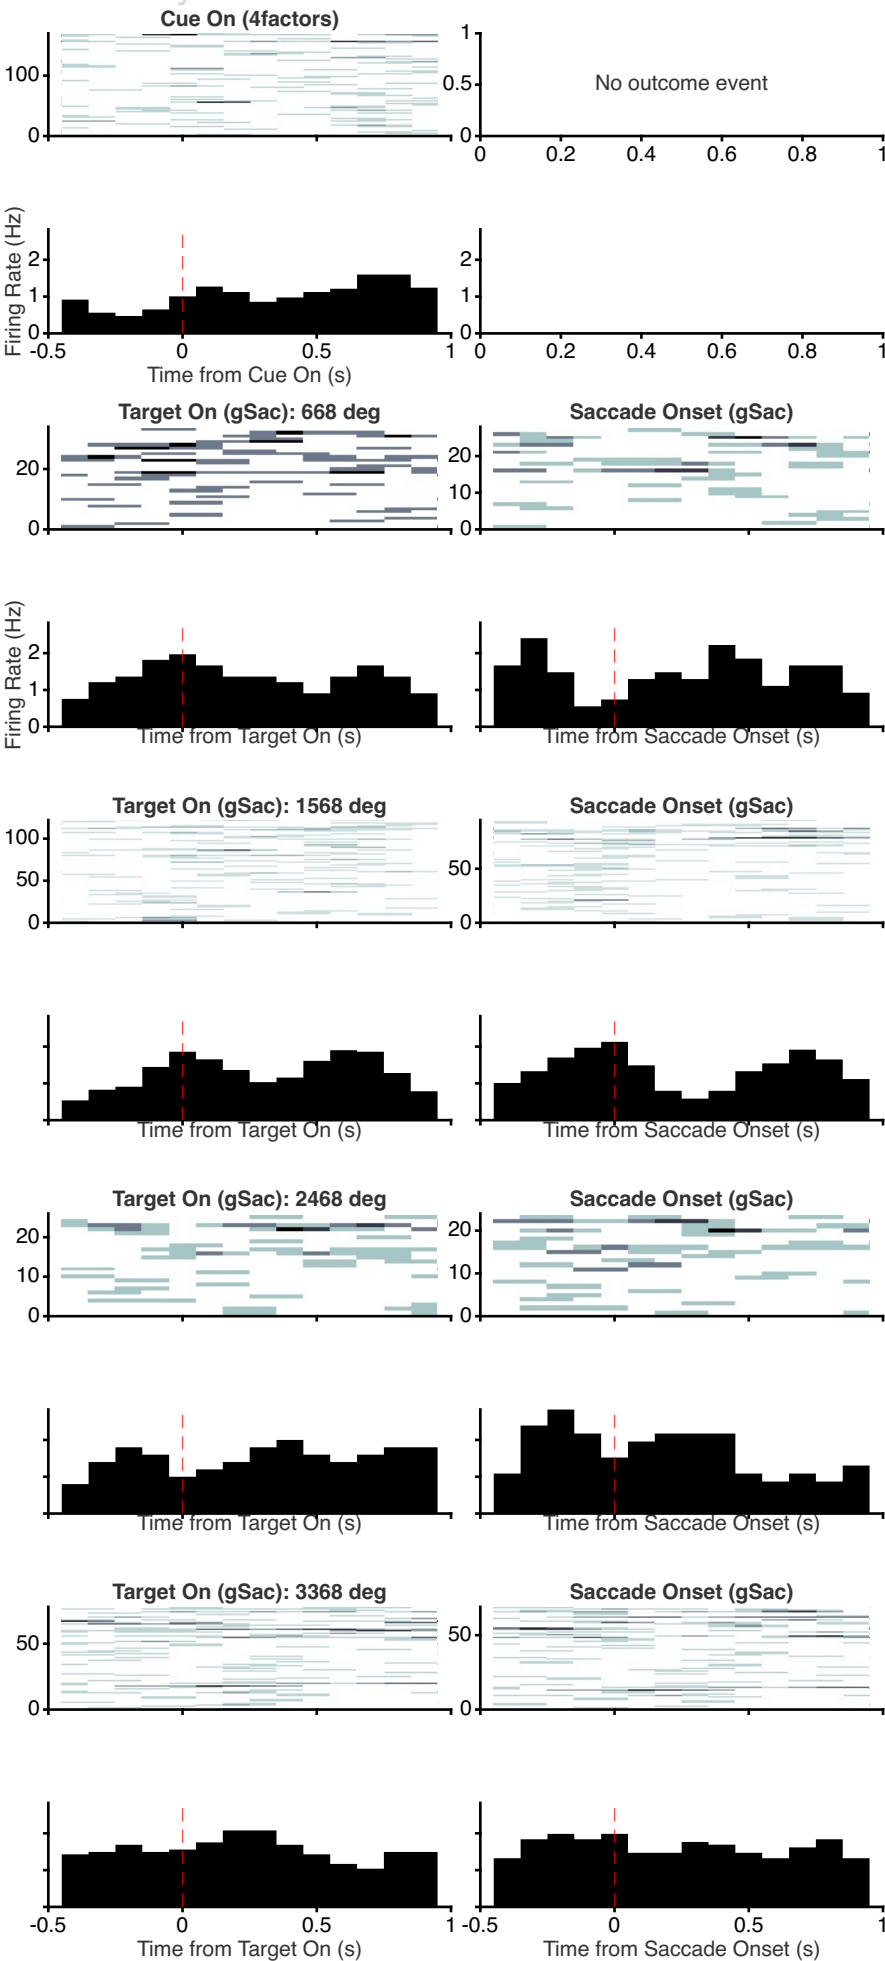 Cue On (4factors)
100
0
1
0.5
0
No outcome event
0 0.2 0.4 0.6 0.8 1
Firing Rate (Hz)
2
1
0
-0.5 0 0.5 1
Time from Cue On (s)
2
1
0
0 0.2 0.4 0.6 0.8 1
Target On (gSac): 668 deg
20
0
Saccade Onset (gSac)
20
10
0
Firing Rate (Hz)
2
1
0
Time from Target On (s)
Time from Saccade Onset (s)
Target On (gSac): 1568 deg
100
50
0
Saccade Onset (gSac)
50
0
Time from Target On (s)
Time from Saccade Onset (s)
Target On (gSac): 2468 deg
20
10
0
Saccade Onset (gSac)
20
10
0
Time from Target On (s)
Time from Saccade Onset (s)
Target On (gSac): 3368 deg
50
0
Saccade Onset (gSac)
50
0
-0.5 0 0.5 1
Time from Target On (s)
-0.5 0 0.5 1
Time from Saccade Onset (s)